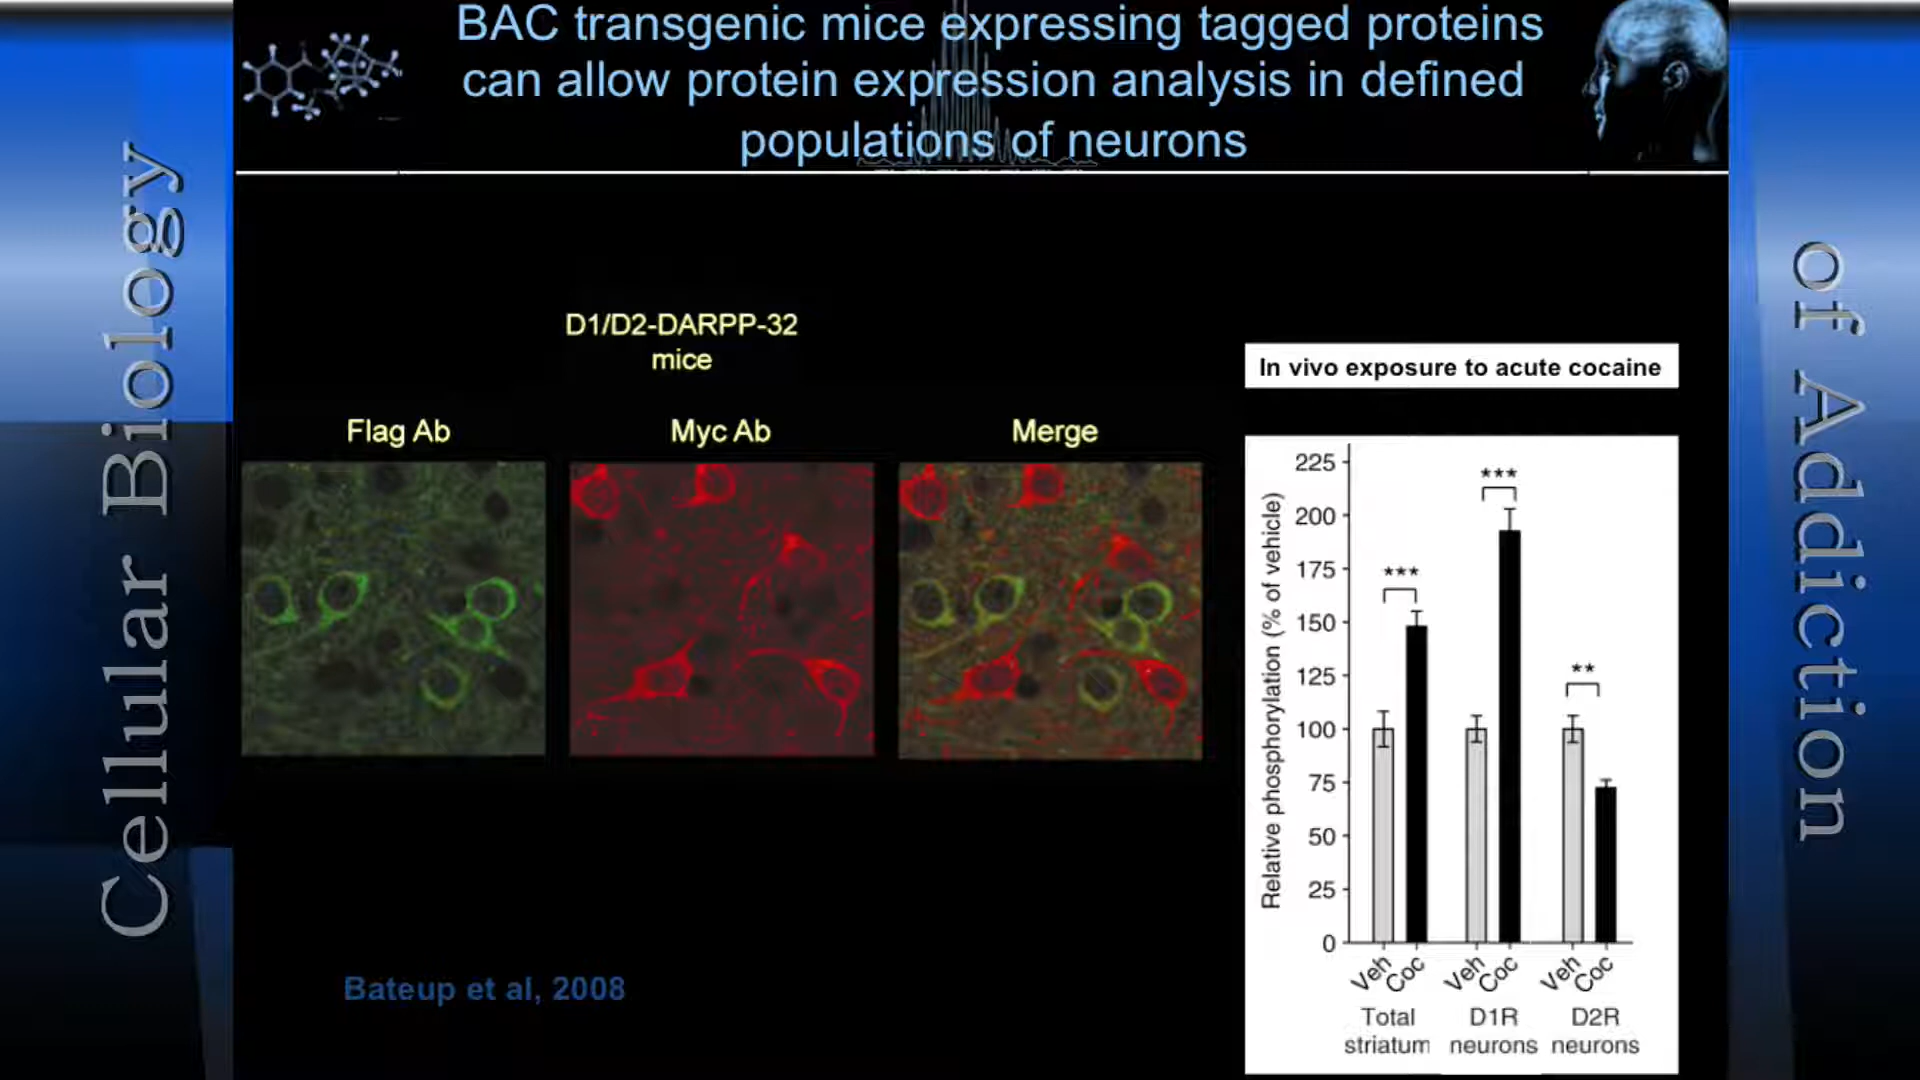 BAC transgenic mice expressing tagged proteins
can allow protein expression analysis in defined
populations of neurons
Cellular Biology
of Addiction
D1/D2-DARPP-32
mice
Flag Ab
Myc Ab
Merge
In vivo exposure to acute cocaine
Relative phosphorylation (% of vehicle)
225
200
175
150
125
100
75
50
25
0
***
***
**
Veh
Coc
Veh
Coc
Veh
Coc
Total
striatum
D1R
neurons
D2R
neurons
Bateup et al, 2008